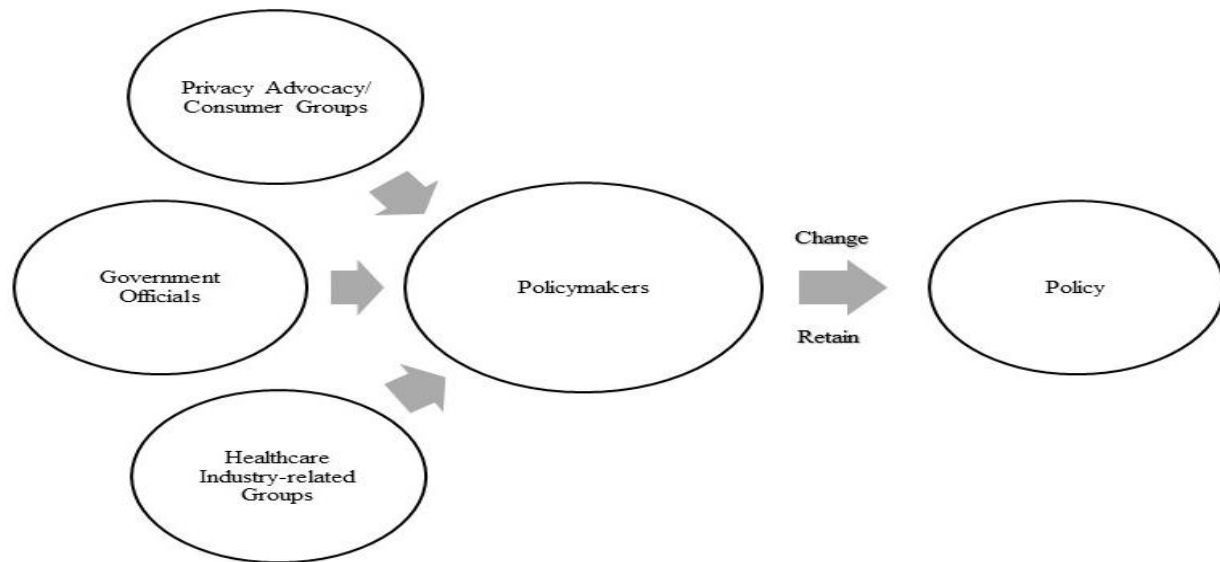 Privacy Advocacy/
Consumer Groups
Government
Officials
Healthcare
Industry-related
Groups
Policymakers
Change
Retain
Policy